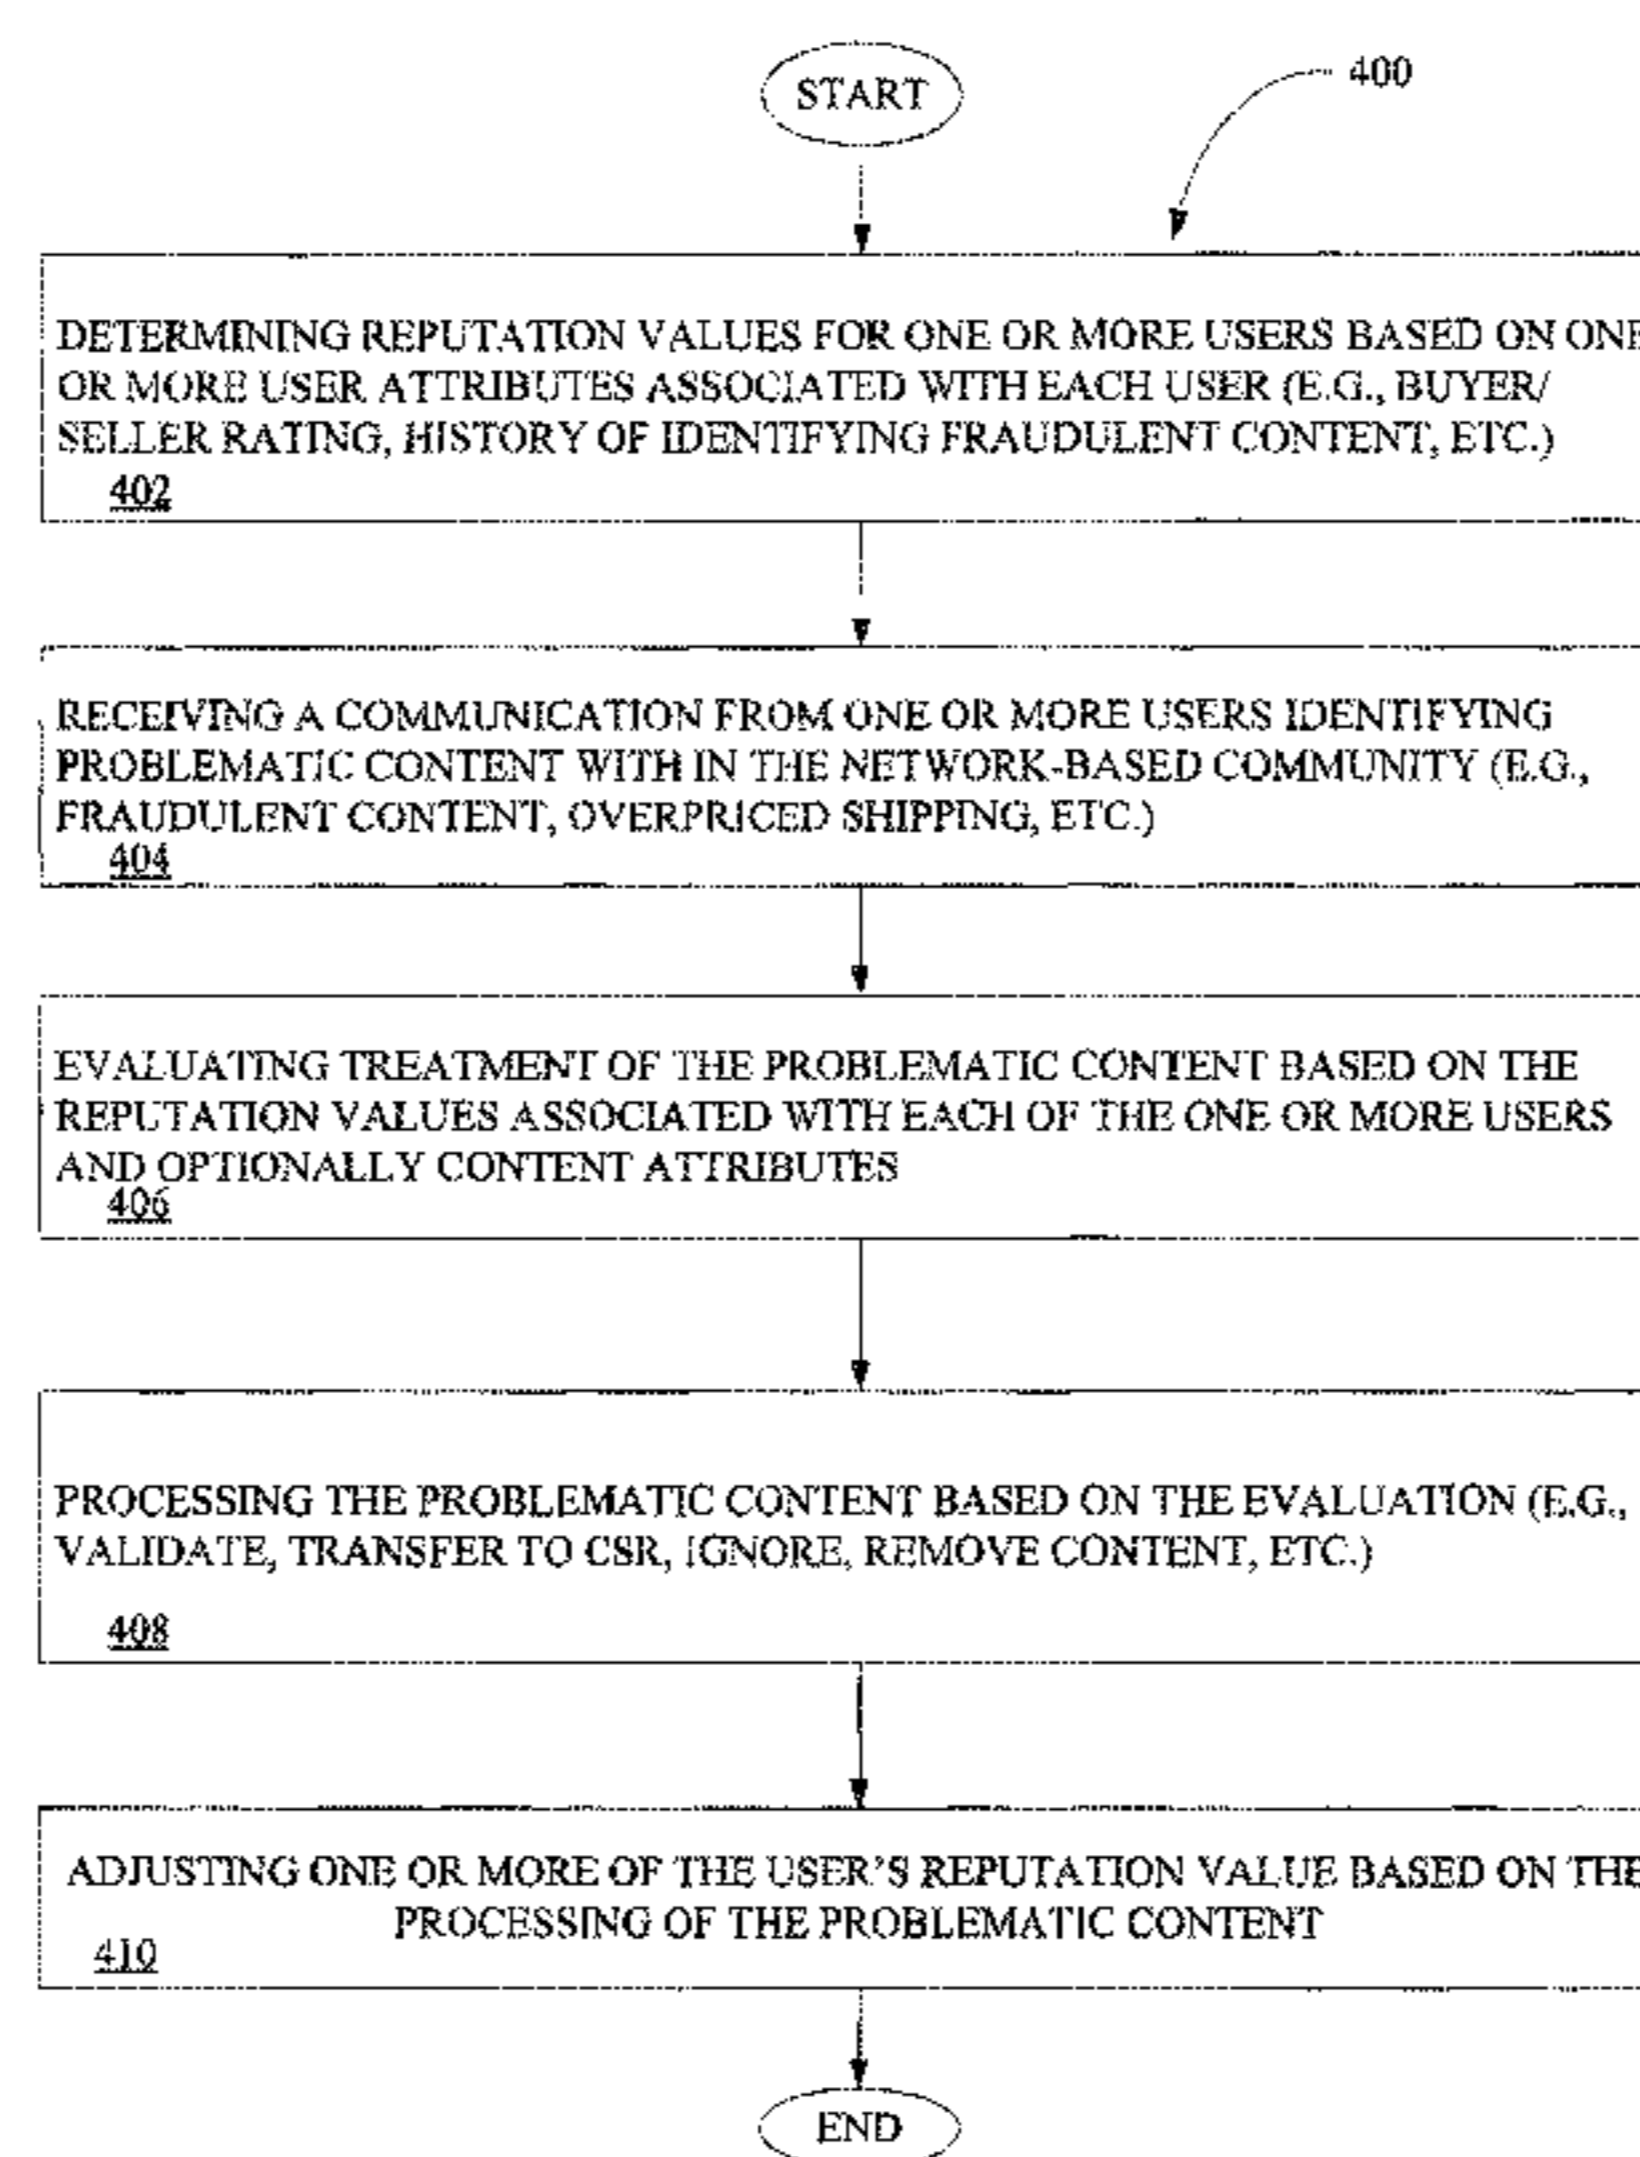 START
400
DETERMINING REPUTATION VALUES FOR ONE OR MORE USERS BASED ON ONE
OR MORE USER ATTRIBUTES ASSOCIATED WITH EACH USER (E.G., BUYER/
SELLER RATING, HISTORY OF IDENTIFYING FRAUDULENT CONTENT, ETC.)
402
RECEIVING A COMMUNICATION FROM ONE OR MORE USERS IDENTIFYING
PROBLEMATIC CONTENT WITH IN THE NETWORK-BASED COMMUNITY (E.G.,
FRAUDULENT CONTENT, OVERPRICED SHIPPING, ETC.)
404
EVALUATING TREATMENT OF THE PROBLEMATIC CONTENT BASED ON THE
REPUTATION VALUES ASSOCIATED WITH EACH OF THE ONE OR MORE USERS
AND OPTIONALLY CONTENT ATTRIBUTES
406
PROCESSING THE PROBLEMATIC CONTENT BASED ON THE EVALUATION (E.G.,
VALIDATE, TRANSFER TO CSR, IGNORE, REMOVE CONTENT, ETC.)
408
ADJUSTING ONE OR MORE OF THE USER'S REPUTATION VALUE BASED ON THE
PROCESSING OF THE PROBLEMATIC CONTENT
410
END